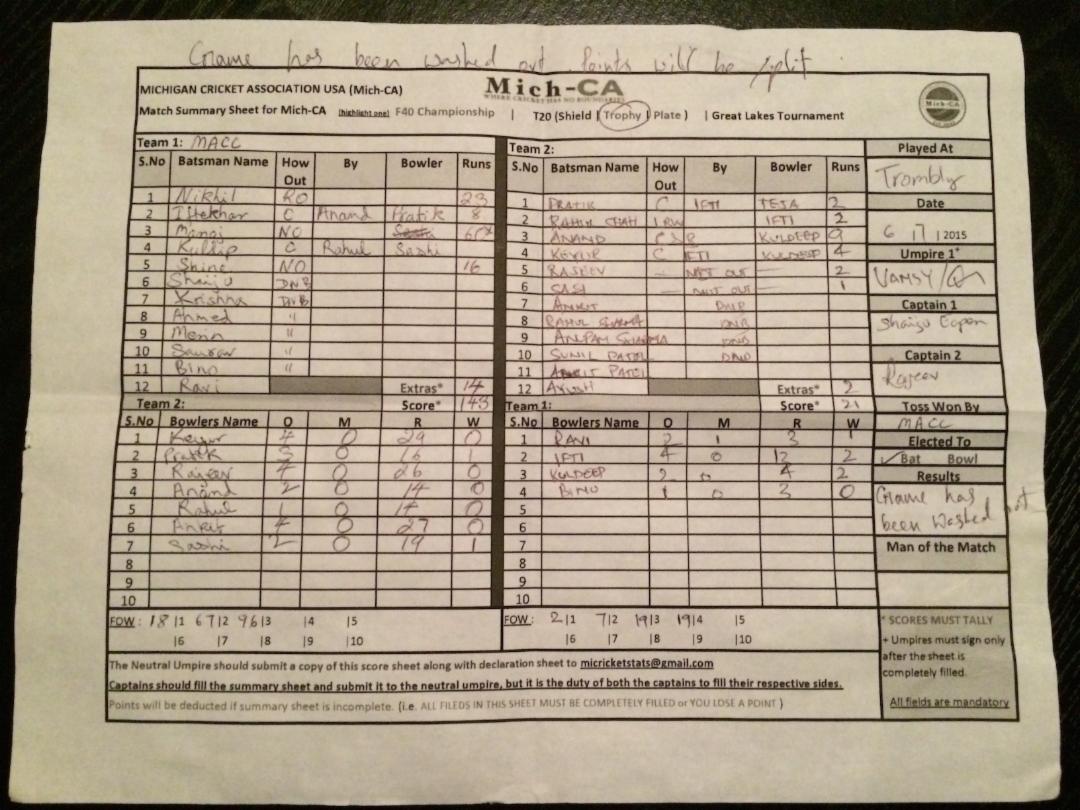 Game has been washed out. Points will be split.
MICHIGAN CRICKET ASSOCIATION USA (Mich-CA)
Mich-CA
WHERE CRICKET HAS NO BOUNDARIES
Mich-CA
Match Summary Sheet for Mich-CA (highlight one) F40 Championship | T20 (Shield | Trophy | Plate ) | Great Lakes Tournament
Team 1: MACC
S.No Batsman Name How Out By Bowler Runs
1 Nikhil RO 23
2 Iftekhar C Anand Pratik 8
3 Manoj NO
4 Kuldip C Rahul Sashi
5 Shine NO 16
6 Shaiju DNB
7 Krishna DNB
8 Ahmed "
9 "
10 Saurav "
11 Bino "
12 Ravi Extras* 14
Score* 143
Team 2:
S.No Batsman Name How Out By Bowler Runs
1 PRATIK C IFTI TEJA 2
2 RAHUL SHAH LBW IFTI 2
3 ANAND KULDEEP 9
4 KEYUR C IFTI KULDEEP 4
5 RAJEEV — NOT OUT — 2
6 SASI — NOT OUT — 1
7 ANKIT DNB
8 RAHUL SHARMA DNB
9 ANUPAM SHARMA DNB
10 SUNIL PATEL DNB
11 PATEL
12 AYUSH Extras* 2
Score* 21
Team 2:
S.No Bowlers Name O M R W
1 Keyur 4 0 29 0
2 Pratik 3 0 16 1
3 Rajeev 4 0 26 0
4 Anand 2 0 14 0
5 Rahul 1 0 0
6 Ankit 4 0 27 0
7 Sashi 2 0 19 1
8
9
10
Team 1:
S.No Bowlers Name O M R W
1 RAVI 2 1 3 1
2 IFTI 4 0 12 2
3 KULDEEP 2 0 4 2
4 BINO 1 0 3 0
5
6
7
8
9
10
FOW : 18|1 67|2 96|3 |4 |5
|6 |7 |8 |9 |10
FOW: 2|1 7|2 19|3 19|4 |5
|6 |7 |8 |9 |10
Played At
Trombly
Date
6 | 7 | 2015
Umpire 1+
VAMSY
Captain 1
Shaiju Eapen
Captain 2
Rajeev
Toss Won By
MACC
Elected To
✓ Bat Bowl
Results
Game has been washed out
Man of the Match
* SCORES MUST TALLY
+ Umpires must sign only
after the sheet is
completely filled.
All fields are mandatory
The Neutral Umpire should submit a copy of this score sheet along with declaration sheet to micricketstats@gmail.com
Captains should fill the summary sheet and submit it to the neutral umpire, but it is the duty of both the captains to fill their respective sides.
Points will be deducted if summary sheet is incomplete. (i.e. ALL FILEDS IN THIS SHEET MUST BE COMPLETELY FILLED or YOU LOSE A POINT )